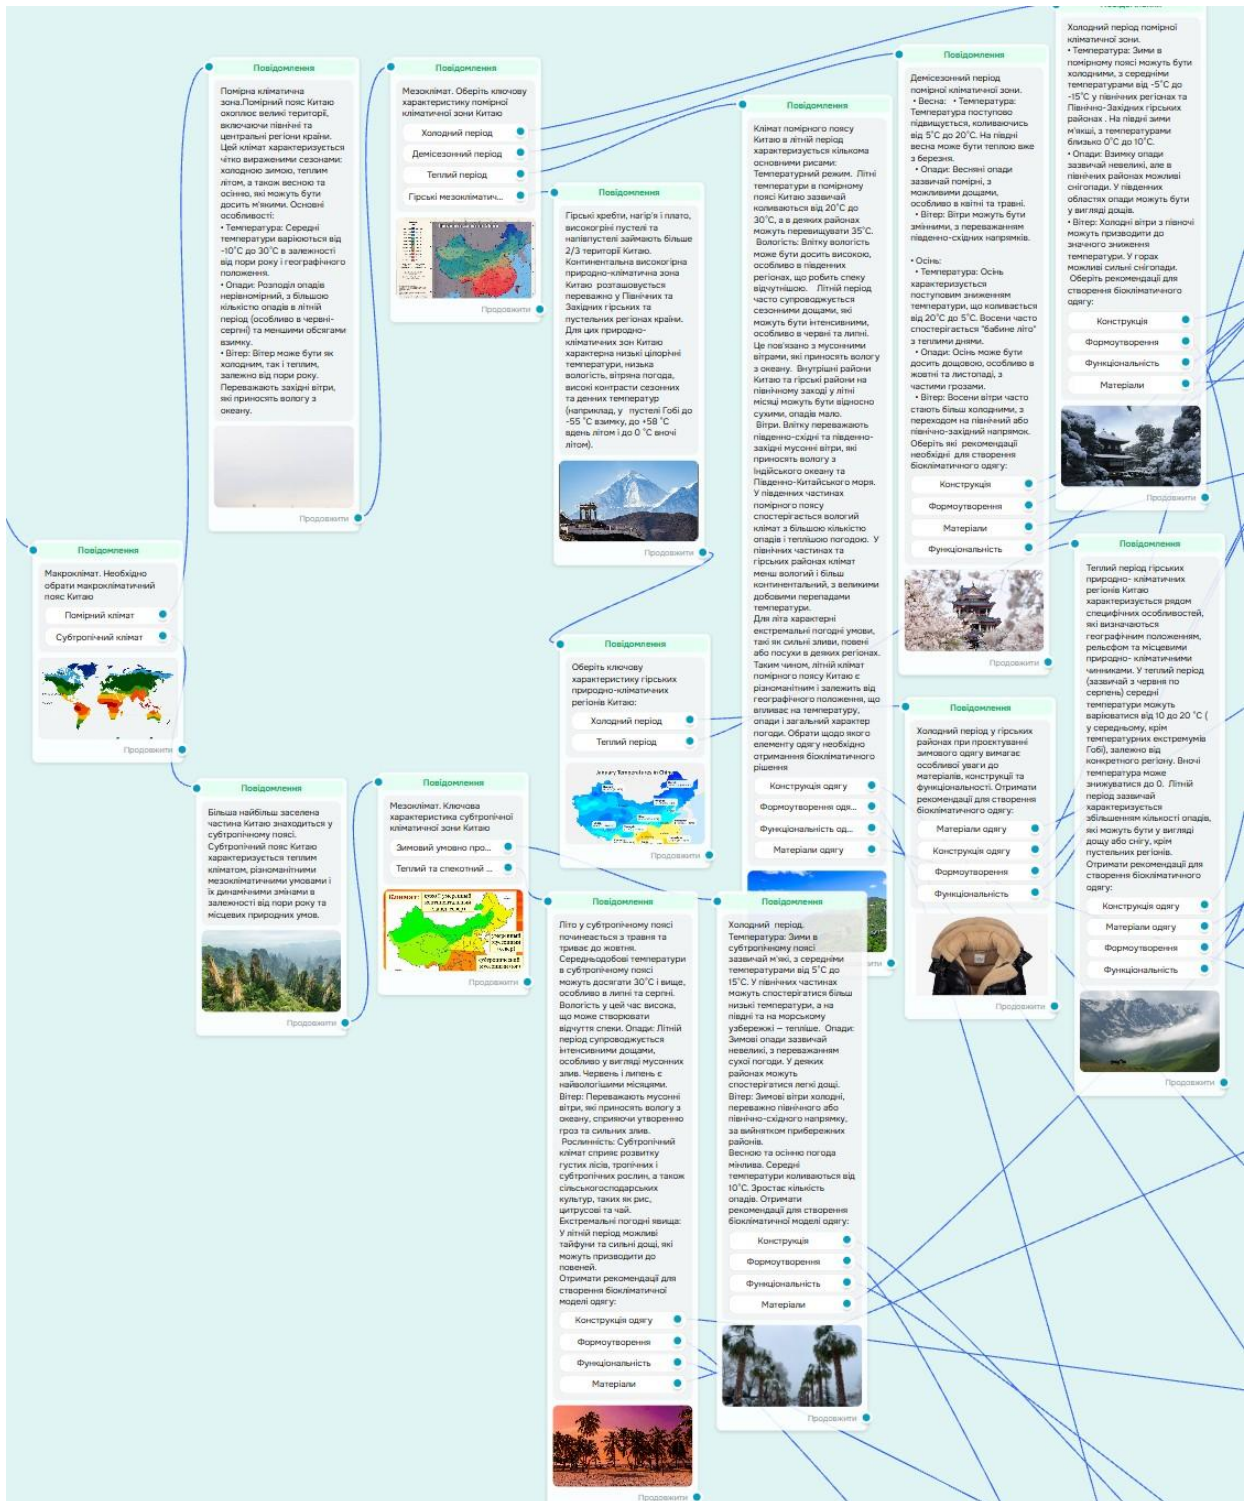 Повідомлення
Помірна кліматична
зона.Помірний пояс Китаю
охоплює великі території,
включаючи північні та
центральні регіони країни.
Цей клімат характеризується
чітко вираженими сезонами:
холодною зимою, теплим
літом, а також весною та
осінню, які можуть бути
досить м'якими. Основні
особливості:
• Температура: Середні
температури варіюються від
-10°C до 30°C в залежності
від пори року і географічного
положення.
• Опади: Розподіл опадів
нерівномірний, з більшою
кількістю опадів в літній
період (особливо в червні-
серпні) та меншими обсягами
взимку.
• Вітер: Вітер може бути як
холодним, так і теплим,
залежно від пори року.
Переважають західні вітри,
які приносять вологу з
океану.
Продовжити
Повідомлення
Мезоклімат. Оберіть ключову
характеристику помірної
кліматичної зони Китаю
Холодний період
Демісезонний період
Теплий період
Гірські мезокліматич...
Продовжити
Повідомлення
Гірські хребти, нагір'я і плато,
високогірні пустелі та
напівпустелі займають більше
2/3 території Китаю.
Континентальна високогірна
природно-кліматична зона
Китаю розташовується
переважно у Північних та
Західних гірських та
пустельних регіонах країни.
Для цих природно-
кліматичних зон Китаю
характерна низькі цілорічні
температури, низька
вологість, вітряна погода,
високі контрасти сезонних
та денних температур
(наприклад, у пустелі Гобі до
-55 °C взимку, до +58 °C
вдень літом і до 0 °C вночі
літом).
Продовжити
Повідомлення
Клімат помірного поясу
Китаю в літній період
характеризується кількома
основними рисами:
Температурний режим. Літні
температури в помірному
поясі Китаю зазвичай
коливаються від 20°C до
30°C, а в деяких районах
можуть перевищувати 35°C.
Вологість: Влітку вологість
може бути досить високою,
особливо в південних
регіонах, що робить спеку
відчутнішою. Літній період
часто супроводжується
сезонними дощами, які
можуть бути інтенсивними,
особливо в червні та липні.
Це пов'язано з мусонними
вітрами, які приносять вологу
з океану. Внутрішні райони
Китаю та гірські райони на
північному заході у літні
місяці можуть бути відносно
сухими, опадів мало.
Вітри. Влітку переважають
південно-східні та південно-
західні мусонні вітри, які
приносять вологу з
Індійського океану та
Південно-Китайського моря.
У південних частинах
помірного поясу
спостерігається вологий
клімат з більшою кількістю
опадів і теплішою погодою. У
північних частинах та
гірських районах клімат
менш вологий і більш
континентальний, з великими
добовими перепадами
температури.
Для літа характерні
екстремальні погодні умови,
такі як сильні зливи, повені
або посухи в деяких регіонах.
Таким чином, літній клімат
помірного поясу Китаю є
різноманітним і залежить від
географічного положення, що
впливає на температуру,
опади і загальний характер
погоди. Обрати щодо якого
елементу одягу необхідно
отриманння біокліматичного
рішення
Конструкція одягу
Формоутворення одя...
Функціональність од...
Матеріали одягу
Повідомлення
Демісезонний період
помірної кліматичної зони.
• Весна: • Температура:
Температура поступово
підвищується, коливаючись
від 5°C до 20°C. На півдні
весна може бути теплою вже
з березня.
• Опади: Весняні опади
зазвичай помірні, з
можливими дощами,
особливо в квітні та травні.
• Вітер: Вітри можуть бути
змінними, з переважанням
південно-східних напрямків.
• Осінь:
• Температура: Осінь
характеризується
поступовим зниженням
температури, що коливається
від 20°C до 5°C. Восени часто
спостерігається "бабине літо"
з теплими днями.
• Опади: Осінь може бути
досить дощовою, особливо в
жовтні та листопаді, з
частими грозами.
• Вітер: Восени вітри часто
стають більш холодними, з
переходом на північний або
північно-західний напрямок.
Оберіть які рекомендації
необхідні для створення
біокліматичного одягу:
Конструкція
Формоутворення
Матеріали
Функціональність
Продовжити
Холодний період помірної
кліматичної зони.
• Температура: Зими в
помірному поясі можуть бути
холодними, з середніми
температурами від -5°C до
-15°C у північних регіонах та
Північно-Західних гірських
районах . На півдні зими
м'якші, з температурами
близько 0°C до 10°C.
• Опади: Взимку опади
зазвичай невеликі, але в
північних районах можливі
снігопади. У південних
областях опади можуть бути
у вигляді дощів.
• Вітер: Холодні вітри з півночі
можуть призводити до
значного зниження
температури. У горах
можливі сильні снігопади.
Оберіть рекомендації для
створення біокліматичного
одягу:
Конструкція
Формоутворення
Функціональність
Матеріали
Продовжити
Повідомлення
Макроклімат. Необхідно
обрати макрокліматичний
пояс Китаю
Помірний клімат
Субтропічний клімат
Продовжити
Повідомлення
Оберіть ключову
характеристику гірських
природно-кліматичних
регіонів Китаю:
Холодний період
Теплий період
January Temperatures in China
Продовжити
Повідомлення
Холодний період у гірських
районах при проєктуванні
зимового одягу вимагає
особливої уваги до
матеріалів, конструкції та
функціональності. Отримати
рекомендації для створення
біокліматичного одягу:
Матеріали одягу
Конструкція одягу
Формоутворення
Функціональність
Продовжити
Повідомлення
Теплий період гірських
природно- кліматичних
регіонів Китаю
характеризується рядом
специфічних особливостей,
які визначаються
географічним положенням,
рельєфом та місцевими
природно- кліматичними
чинниками. У теплий період
(зазвичай з червня по
серпень) середні
температури можуть
варіюватися від 10 до 20 °C (
у середньому, крім
температурних екстремумів
Гобі), залежно від
конкретного регіону. Вночі
температура може
знижуватися до 0. Літній
період зазвичай
характеризується
збільшенням кількості опадів,
які можуть бути у вигляді
дощу або снігу, крім
пустельних регіонів.
Отримати рекомендації для
створення біокліматичного
одягу:
Конструкція одягу
Матеріали одягу
Формоутворення
Функціональність
Продовжити
Повідомлення
Більша найбільш заселена
частина Китаю знаходиться у
субтропічному поясі.
Субтропічний пояс Китаю
характеризується теплим
кліматом, різноманітними
мезокліматичними умовами і
їх динамічними змінами в
залежності від пори року та
місцевих природних умов.
Продовжити
Повідомлення
Мезоклімат. Ключова
характеристика субтропічної
кліматичної зони Китаю
Зимовий умовно про...
Теплий та спекотний ...
Климат:
Продовжити
Повідомлення
Літо у субтропічному поясі
починається з травня та
триває до жовтня.
Середньодобові температури
в субтропічному поясі
можуть досягати 30°C і вище,
особливо в липні та серпні.
Вологість у цей час висока,
що може створювати
відчуття спеки. Опади: Літній
період супроводжується
інтенсивними дощами,
особливо у вигляді мусонних
злив. Червень і липень є
найвологішими місяцями.
Вітер: Переважають мусонні
вітри, які приносять вологу з
океану, сприяючи утворенню
гроз та сильних злив.
Рослинність: Субтропічний
клімат сприяє розвитку
густих лісів, тропічних і
субтропічних рослин, а також
сільськогосподарських
культур, таких як рис,
цитрусові та чай.
Екстремальні погодні явища:
У літній період можливі
тайфуни та сильні дощі, які
можуть призводити до
повеней.
Отримати рекомендації для
створення біокліматичної
моделі одягу:
Конструкція одягу
Формоутворення
Функціональність
Матеріали
Продовжити
Повідомлення
Холодний період.
Температура: Зими в
субтропічному поясі
зазвичай м'які, з середніми
температурами від 5°C до
15°C. У північних частинах
можуть спостерігатися більш
низькі температури, а на
півдні та на морському
узбережжі – тепліше. Опади:
Зимові опади зазвичай
невеликі, з переважанням
сухої погоди. У деяких
районах можуть
спостерігатися легкі дощі.
Вітер: Зимові вітри холодні,
переважно північного або
північно-східного напрямку,
за вийнятком прибережних
районів.
Весною та осінню погода
мінлива. Середні
температури коливаються від
10°C. Зростає кількість
опадів. Отримати
рекомендації для створення
біокліматичної моделі одягу:
Конструкція
Формоутворення
Функціональність
Матеріали
Продовжити